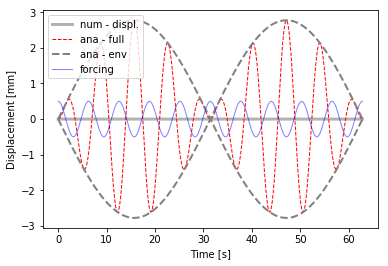 3
2
1
0
−1
−2
−3
Displacement [mm]
num - displ.
ana - full
ana - env
forcing
0
10
20
30
40
50
60
Time [s]